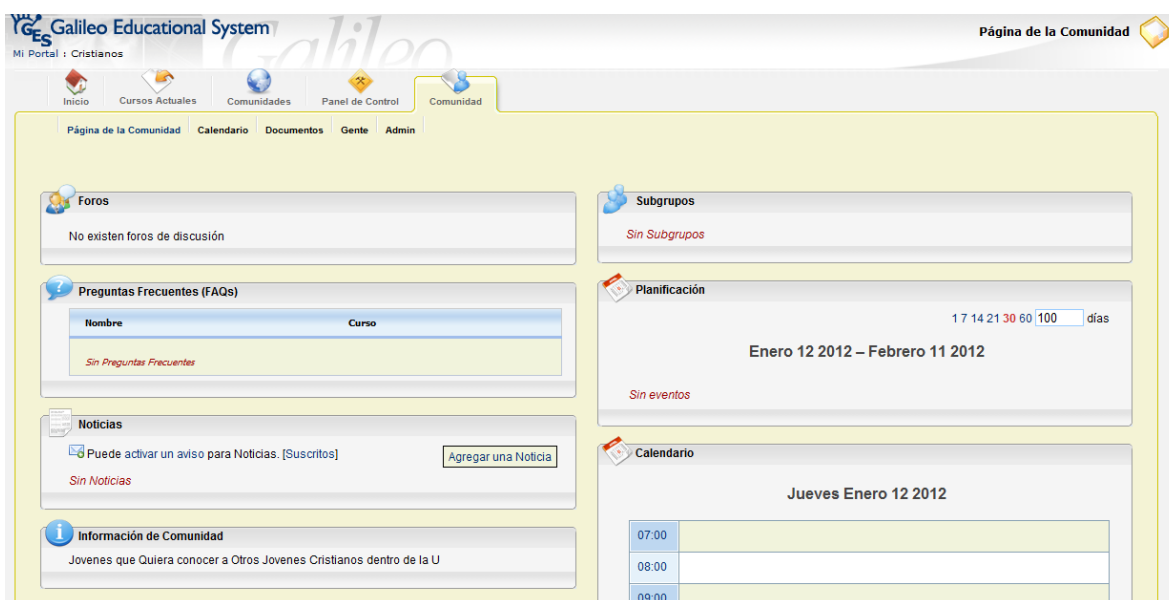 GES Galileo Educational System
Galileo
Página de la Comunidad
Mi Portal : Cristianos
Inicio
Cursos Actuales
Comunidades
Panel de Control
Comunidad
Página de la Comunidad
Calendario
Documentos
Gente
Admin
Foros
No existen foros de discusión
Preguntas Frecuentes (FAQs)
Nombre Curso
Sin Preguntas Frecuentes
Noticias
Puede activar un aviso para Noticias. [Suscritos]
Agregar una Noticia
Sin Noticias
Información de Comunidad
Jovenes que Quiera conocer a Otros Jovenes Cristianos dentro de la U
Subgrupos
Sin Subgrupos
Planificación
1 7 14 21 30 60 100 días
Enero 12 2012 – Febrero 11 2012
Sin eventos
Calendario
Jueves Enero 12 2012
07:00
08:00
09:00